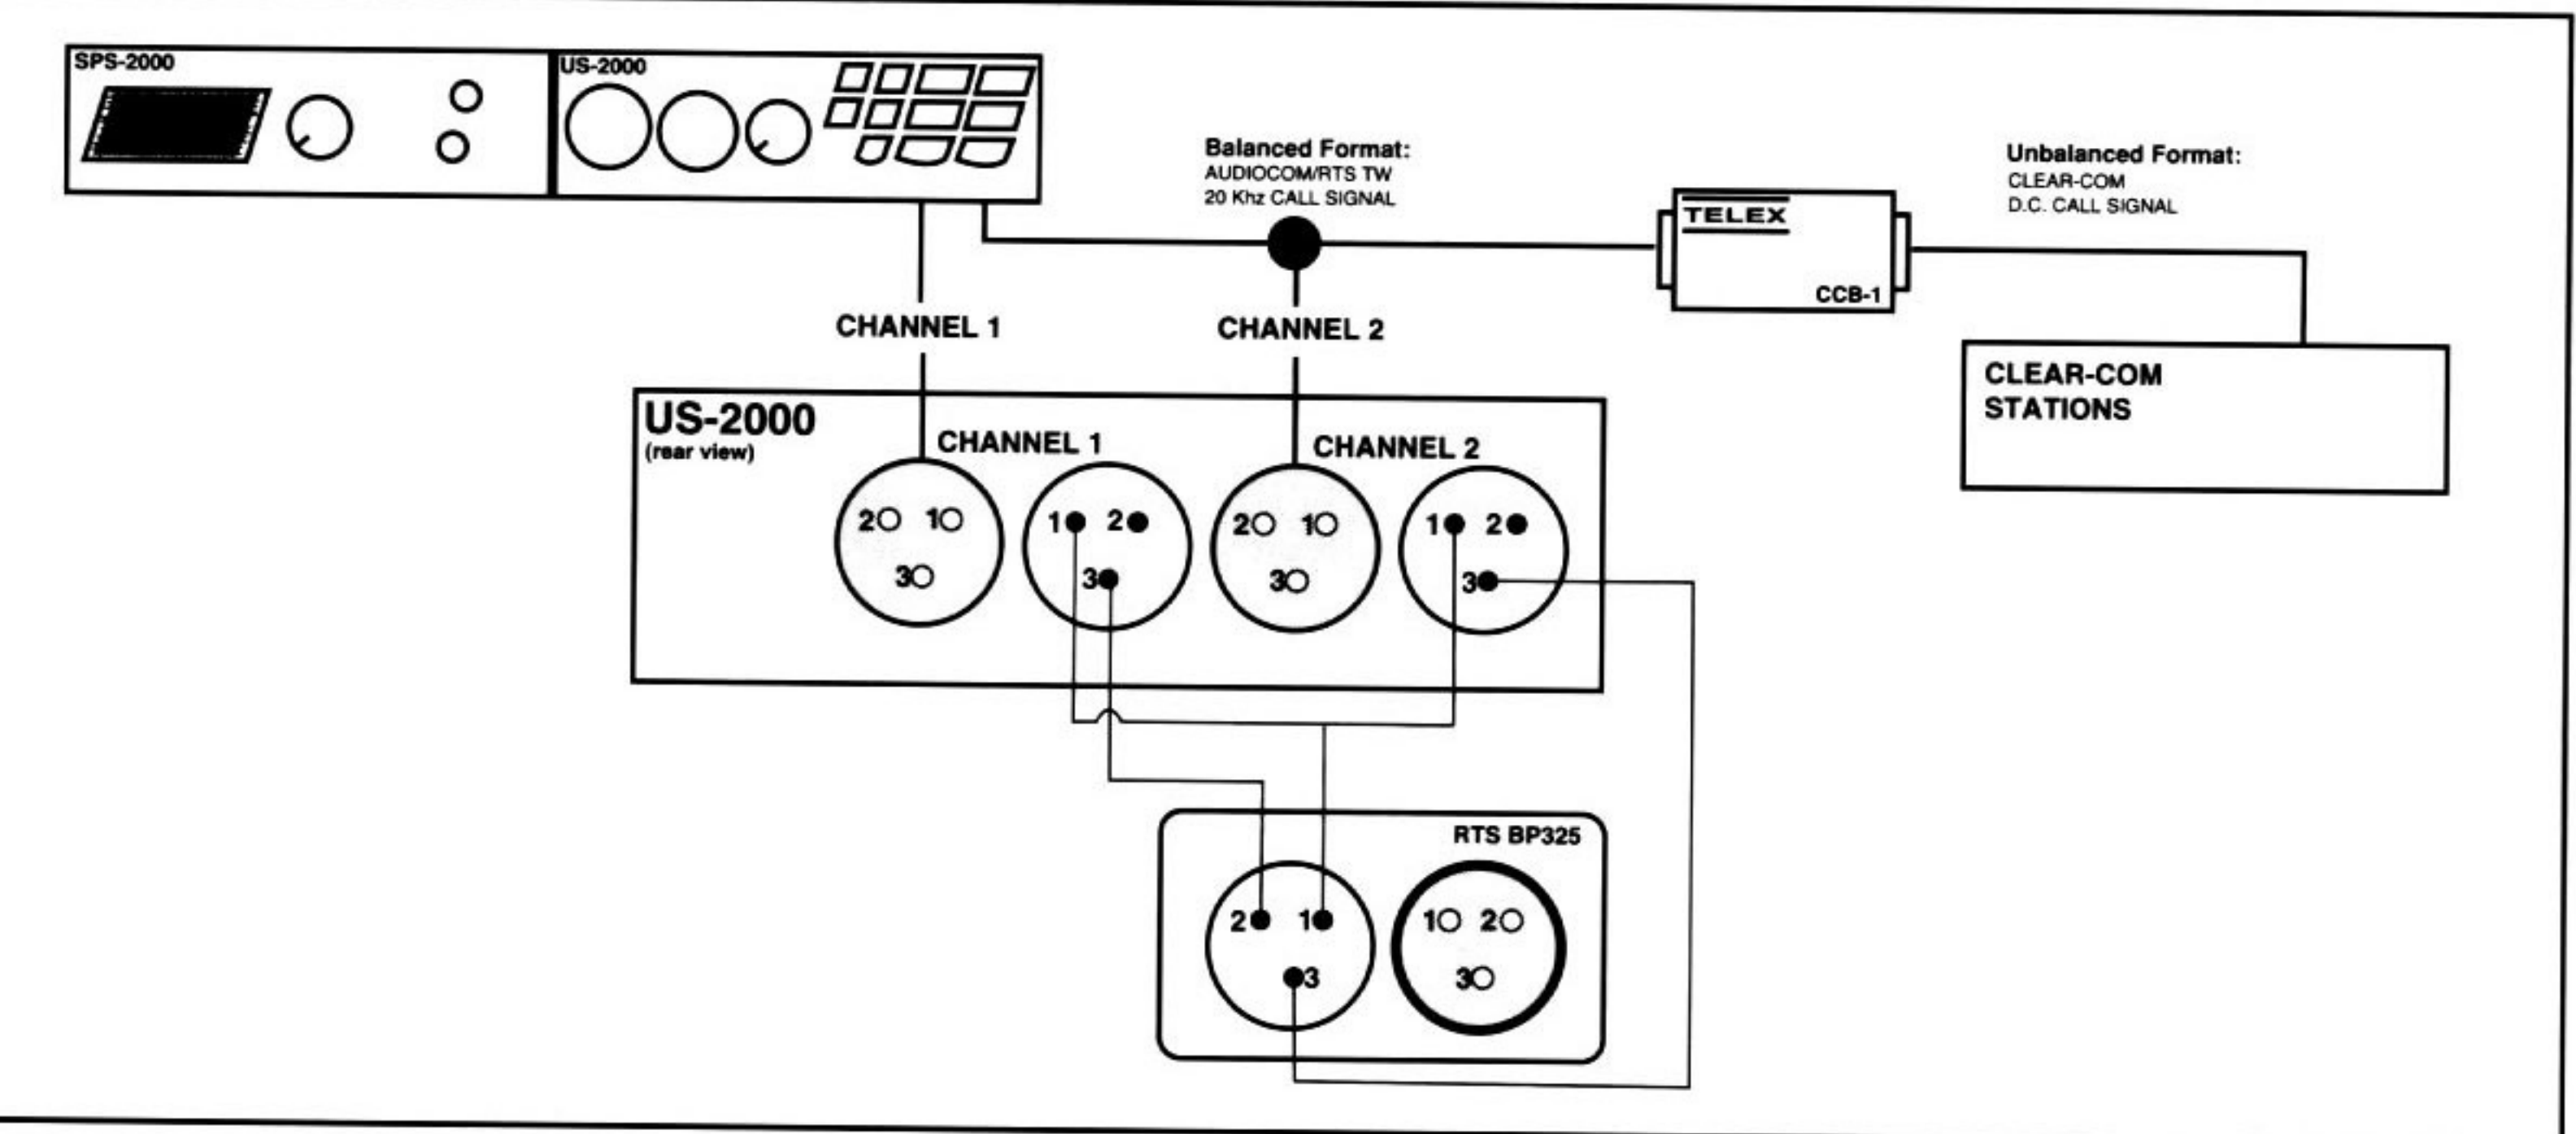 SPS-2000
US-2000
Balanced Format:
AUDIOCOM/RTS TW
20 Khz CALL SIGNAL
TELEX
CCB-1
Unbalanced Format:
CLEAR-COM
D.C. CALL SIGNAL
CHANNEL 1
CHANNEL 2
CLEAR-COM
STATIONS
US-2000
(rear view)
CHANNEL 1
CHANNEL 2
2 1
3
1 2
3
2 1
3
1 2
3
RTS BP325
2 1
3
1 2
3